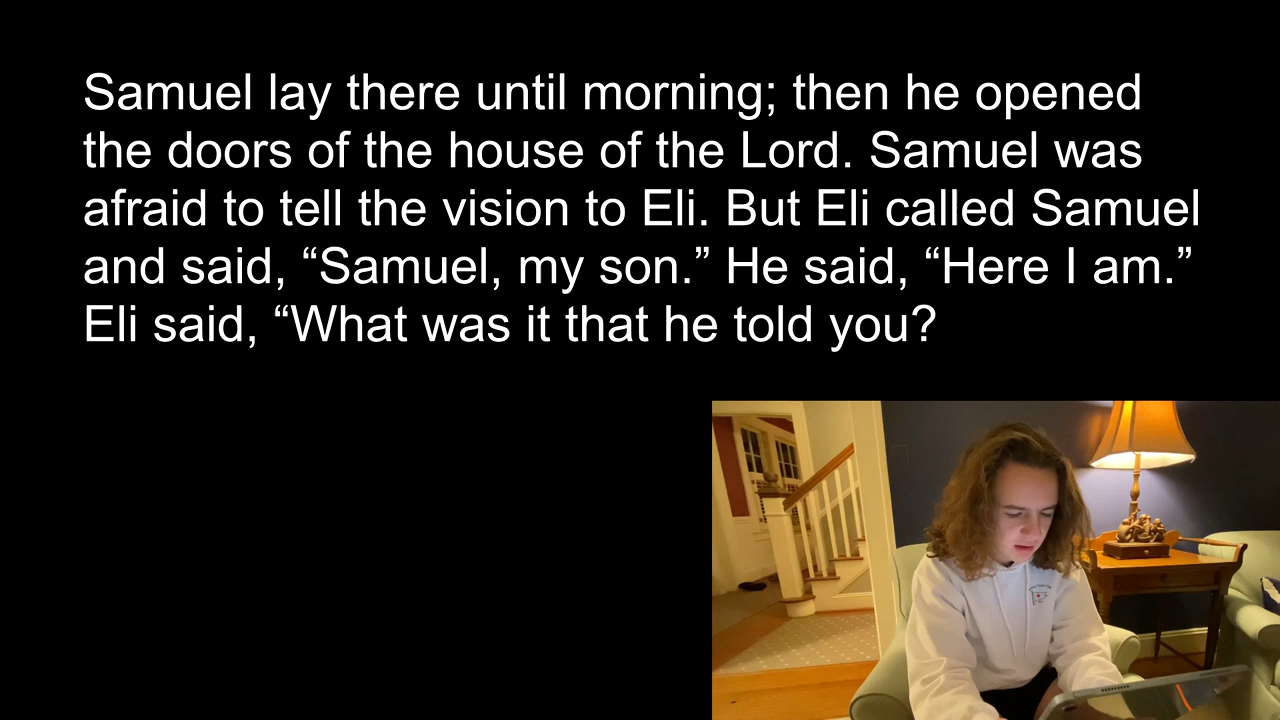 Samuel lay there until morning; then he opened
the doors of the house of the Lord. Samuel was
afraid to tell the vision to Eli. But Eli called Samuel
and said, “Samuel, my son.” He said, “Here I am.”
Eli said, “What was it that he told you?